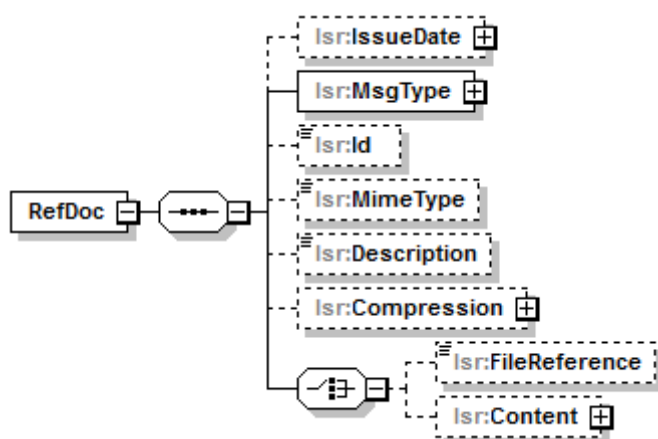 lsr:IssueDate
lsr:MsgType
lsr:Id
RefDoc
lsr:MimeType
lsr:Description
lsr:Compression
lsr:FileReference
lsr:Content